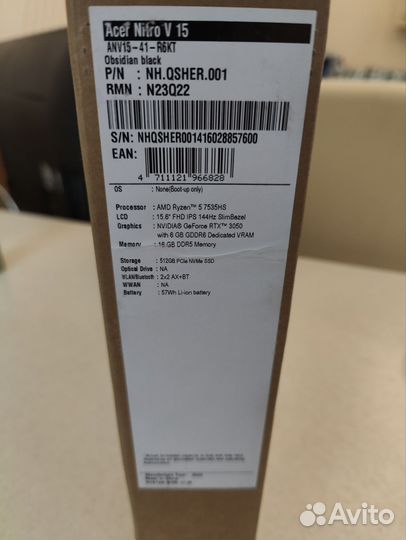 Acer Nitro V 15
ANV15-41-R6KT
Obsidian black
P/N : NH.QSHER.001
RMN : N23Q22
S/N: NHQSHER001416028857600
EAN:
4 711121 966828
OS : None(Boot-up only)
Processor : AMD Ryzen™ 5 7535HS
LCD : 15.6" FHD IPS 144Hz SlimBezel
Graphics : NVIDIA® GeForce RTX™ 3050
with 6 GB GDDR6 Dedicated VRAM
Memory : 16 GB DDR5 Memory
Storage : 512GB PCIe NVMe SSD
Optical Drive : NA
WLAN/Bluetooth : 2x2 AX+BT
WWAN : NA
Battery : 57Wh Li-ion battery
Avito